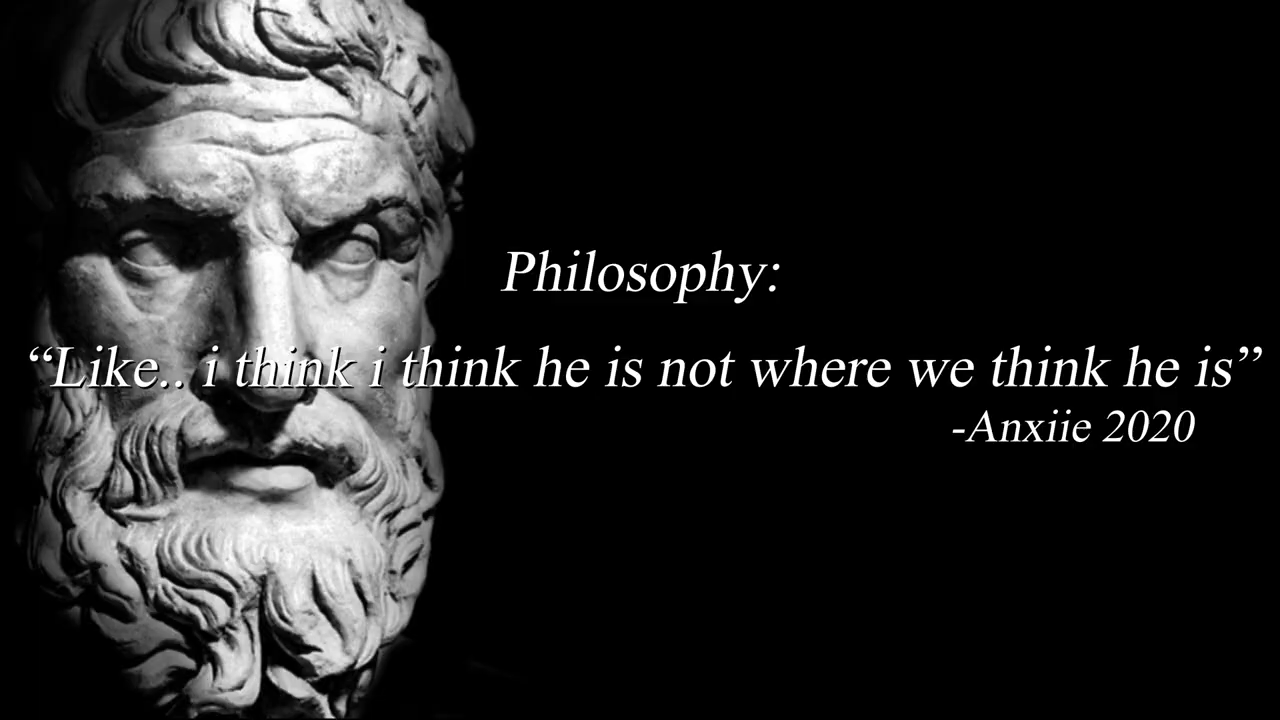 Philosophy:
“Like.. i think i think he is not where we think he is”
-Anxiie 2020